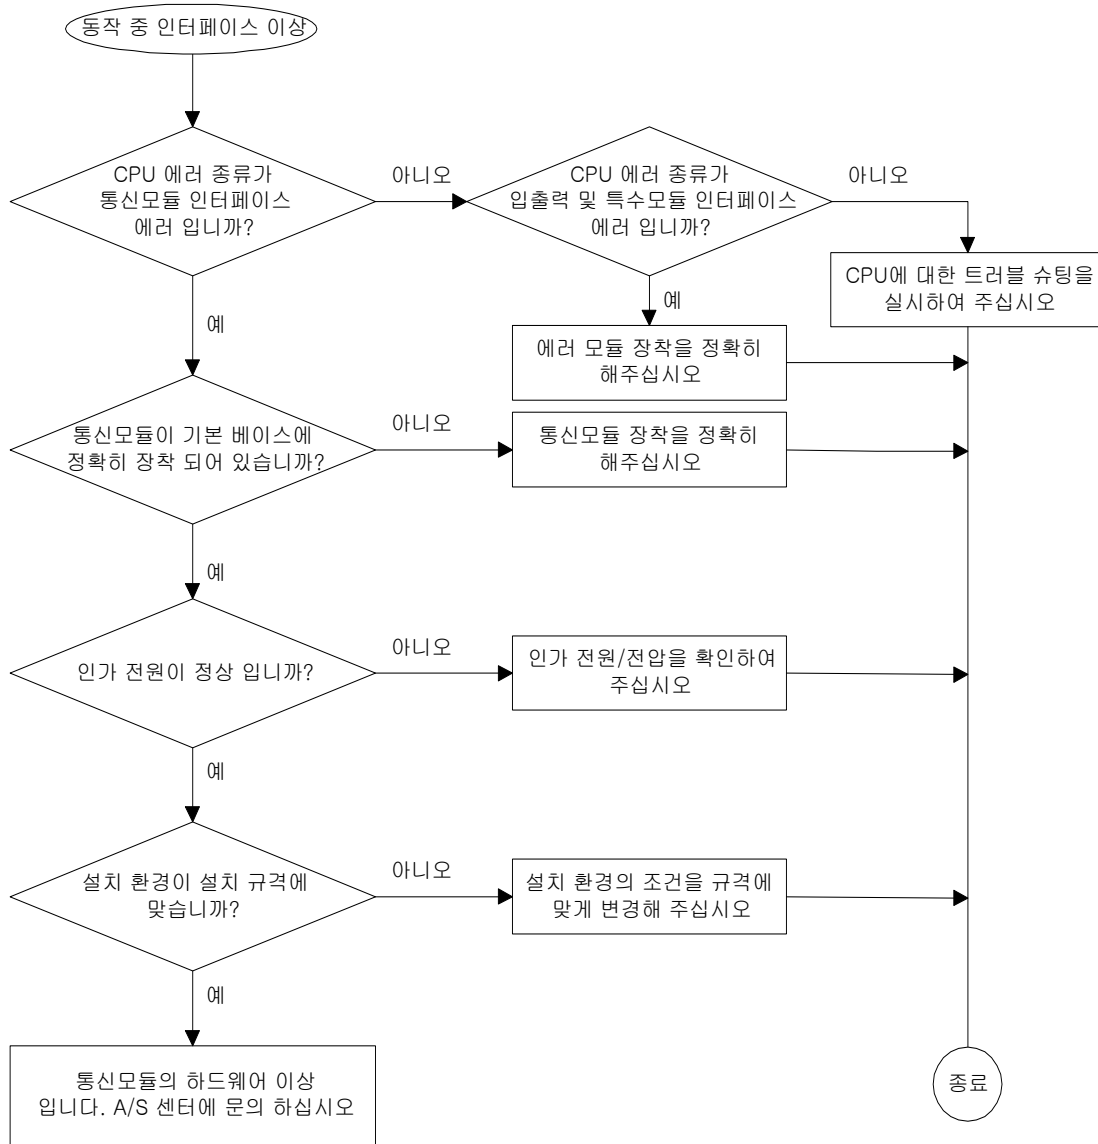 동작 중 인터페이스 이상
CPU 에러 종류가
통신모듈 인터페이스
에러 입니까?
아니오
CPU 에러 종류가
입출력 및 특수모듈 인터페이스
에러 입니까?
아니오
CPU에 대한 트러블 슈팅을
실시하여 주십시오
예
예
에러 모듈 장착을 정확히
해주십시오
통신모듈이 기본 베이스에
정확히 장착 되어 있습니까?
아니오
통신모듈 장착을 정확히
해주십시오
예
인가 전원이 정상 입니까?
아니오
인가 전원/전압을 확인하여
주십시오
예
설치 환경이 설치 규격에
맞습니까?
아니오
설치 환경의 조건을 규격에
맞게 변경해 주십시오
예
통신모듈의 하드웨어 이상
입니다. A/S 센터에 문의 하십시오
종료